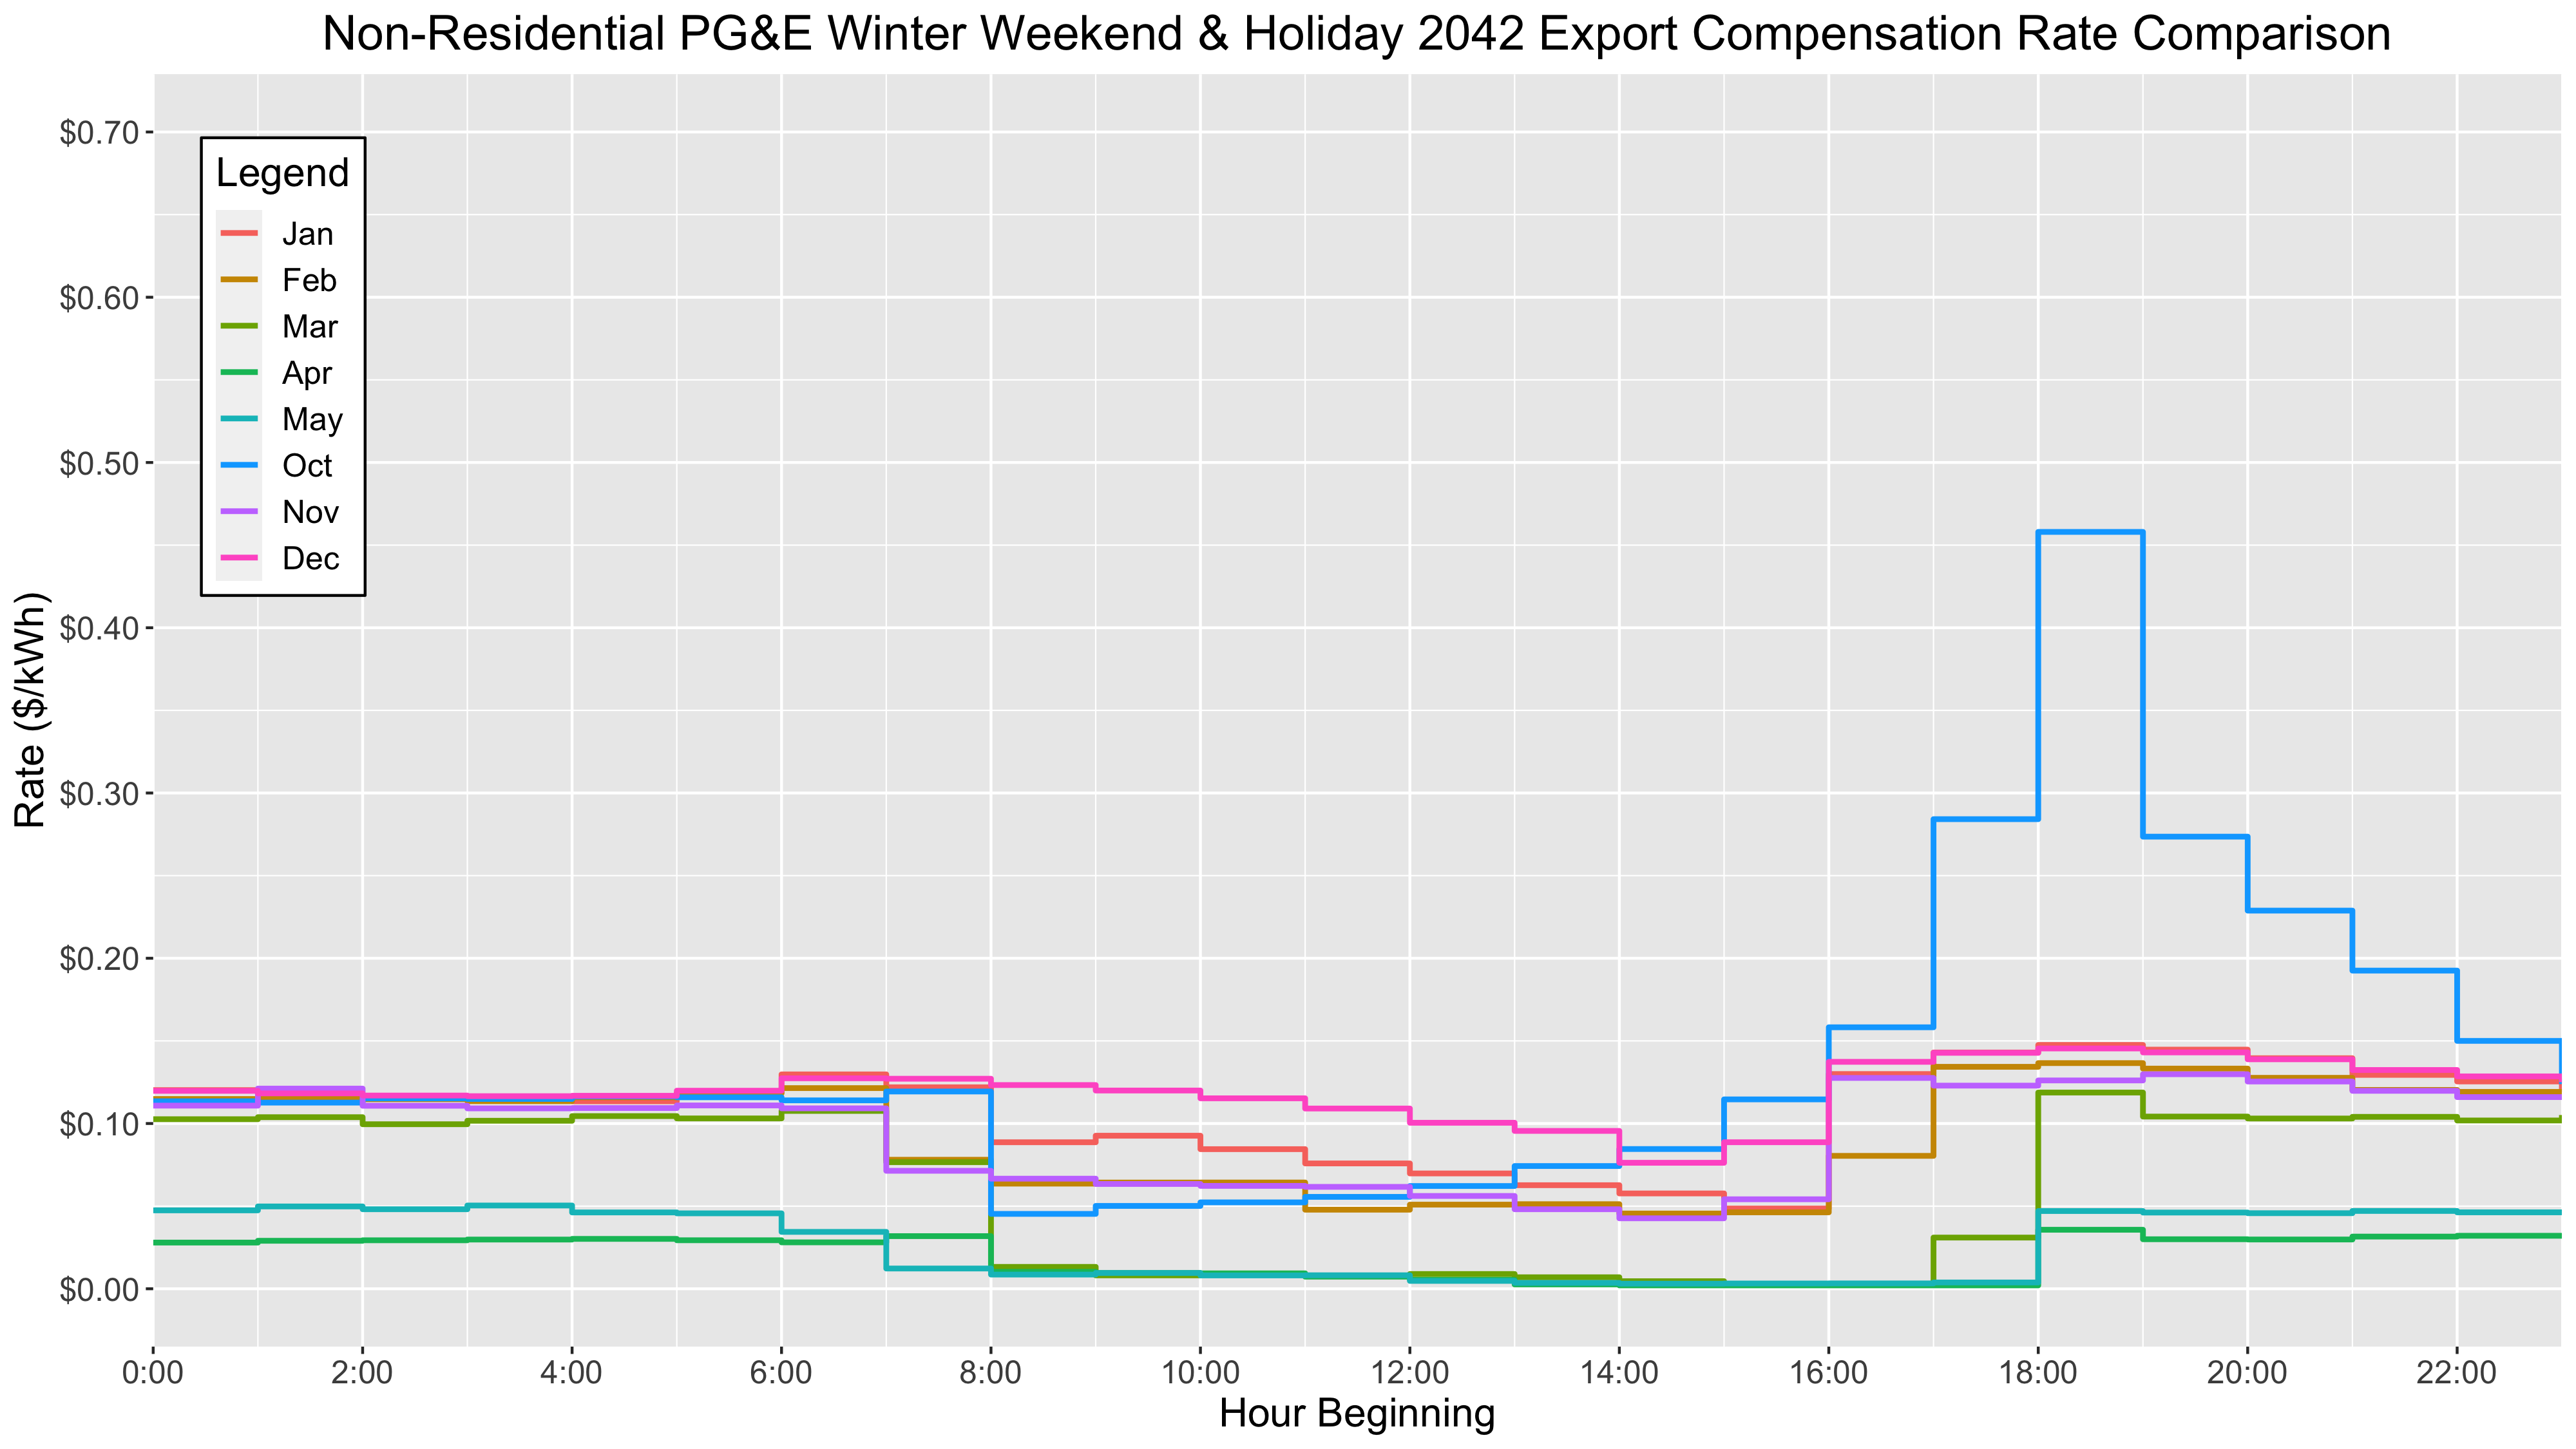 Non-Residential PG&E Winter Weekend & Holiday 2042 Export Compensation Rate Comparison
$0.70
$0.60
$0.50
$0.40
$0.30
$0.20
$0.10
$0.00
Rate ($/kWh)
Legend
Jan
Feb
Mar
Apr
May
Oct
Nov
Dec
0:00 2:00 4:00 6:00 8:00 10:00 12:00 14:00 16:00 18:00 20:00 22:00
Hour Beginning